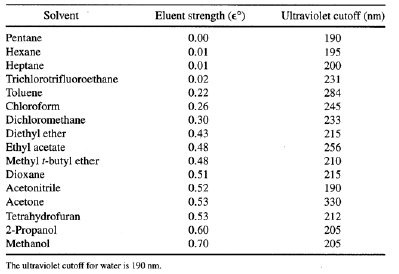 Solvent Eluent strength (ε°) Ultraviolet cutoff (nm)
Pentane 0.00 190
Hexane 0.01 195
Heptane 0.01 200
Trichlorotrifluoroethane 0.02 231
Toluene 0.22 284
Chloroform 0.26 245
Dichloromethane 0.30 233
Diethyl ether 0.43 215
Ethyl acetate 0.48 256
Methyl t-butyl ether 0.48 210
Dioxane 0.51 215
Acetonitrile 0.52 190
Acetone 0.53 330
Tetrahydrofuran 0.53 212
2-Propanol 0.60 205
Methanol 0.70 205
The ultraviolet cutoff for water is 190 nm.